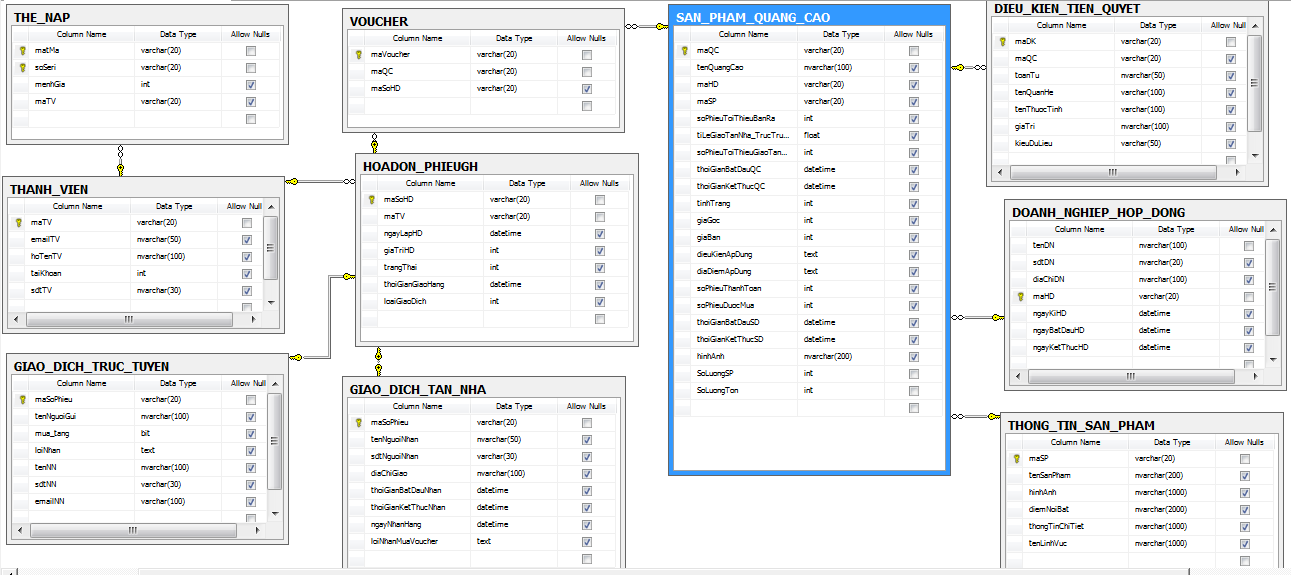 THE_NAP
Column Name Data Type Allow Nulls
matMa varchar(20)
soSeri varchar(20)
menhGia int
maTV varchar(20)
VOUCHER
Column Name Data Type Allow Nulls
maVoucher varchar(20)
maQC varchar(20)
maSoHD varchar(20)
SAN_PHAM_QUANG_CAO
Column Name Data Type Allow Nulls
maQC varchar(20)
tenQuangCao nvarchar(100)
maHD varchar(20)
maSP varchar(20)
soPhieuToiThieuBanRa int
tiLeGiaoTanNha_TrucTru... float
soPhieuToiThieuGiaoTan... int
thoiGianBatDauQC datetime
thoiGianKetThucQC datetime
tinhTrang int
giaGoc int
giaBan int
dieuKienApDung text
diaDiemApDung text
soPhieuThanhToan int
soPhieuDuocMua int
thoiGianBatDauSD datetime
thoiGianKetThucSD datetime
hinhAnh nvarchar(200)
SoLuongSP int
SoLuongTon int
DIEU_KIEN_TIEN_QUYET
Column Name Data Type Allow Null
maDK varchar(20)
maQC varchar(20)
toanTu nvarchar(50)
tenQuanHe varchar(100)
tenThuocTinh varchar(100)
giaTri nvarchar(100)
kieuDuLieu varchar(50)
THANH_VIEN
Column Name Data Type Allow Null
maTV varchar(20)
emailTV nvarchar(50)
hoTenTV nvarchar(100)
taiKhoan int
sdtTV nvarchar(30)
HOADON_PHIEUGH
Column Name Data Type Allow Nulls
maSoHD varchar(20)
maTV varchar(20)
ngayLapHD datetime
giaTriHD int
trangThai int
thoiGianGiaoHang datetime
loaiGiaoDich int
DOANH_NGHIEP_HOP_DONG
Column Name Data Type Allow Null
tenDN nvarchar(100)
sdtDN nvarchar(20)
diaChiDN nvarchar(100)
maHD varchar(20)
ngayKiHD datetime
ngayBatDauHD datetime
ngayKetThucHD datetime
GIAO_DICH_TRUC_TUYEN
Column Name Data Type Allow Null
maSoPhieu varchar(20)
tenNguoiGui nvarchar(100)
mua_tang bit
loiNhan text
tenNN nvarchar(100)
sdtNN varchar(30)
emailNN varchar(100)
GIAO_DICH_TAN_NHA
Column Name Data Type Allow Nulls
maSoPhieu varchar(20)
tenNguoiNhan nvarchar(50)
sdtNguoiNhan varchar(30)
diaChiGiao nvarchar(100)
thoiGianBatDauNhan datetime
thoiGianKetThucNhan datetime
ngayNhanHang datetime
loiNhanMuaVoucher text
THONG_TIN_SAN_PHAM
Column Name Data Type Allow Nulls
maSP varchar(20)
tenSanPham nvarchar(200)
hinhAnh nvarchar(1000)
diemNoiBat nvarchar(2000)
thongTinChiTiet nvarchar(1000)
tenLinhVuc nvarchar(1000)